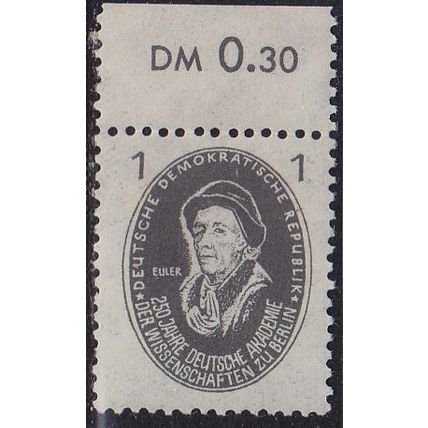 DM 0.30
1 1
★ DEUTSCHE DEMOKRATISCHE REPUBLIK ★
EULER
250 JAHRE DEUTSCHE AKADEMIE
DER WISSENSCHAFTEN ZU BERLIN